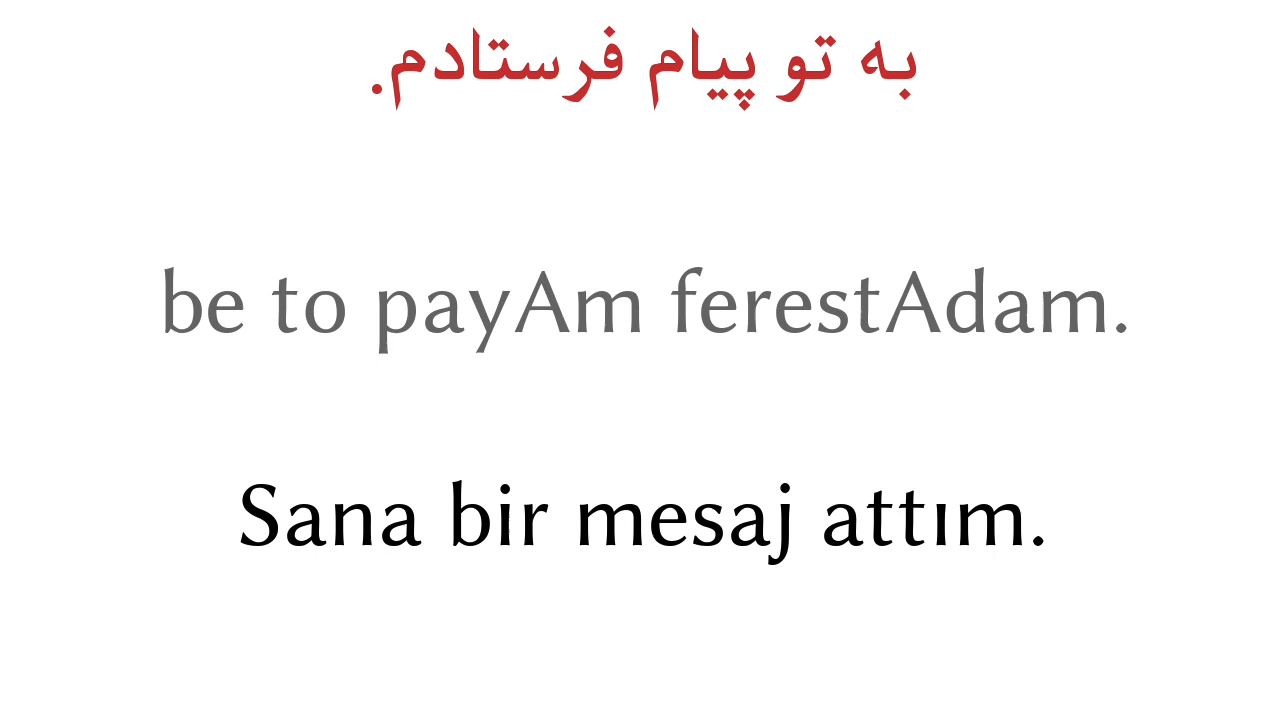 به تو پیام فرستادم.
be to payAm ferestAdam.
Sana bir mesaj attım.